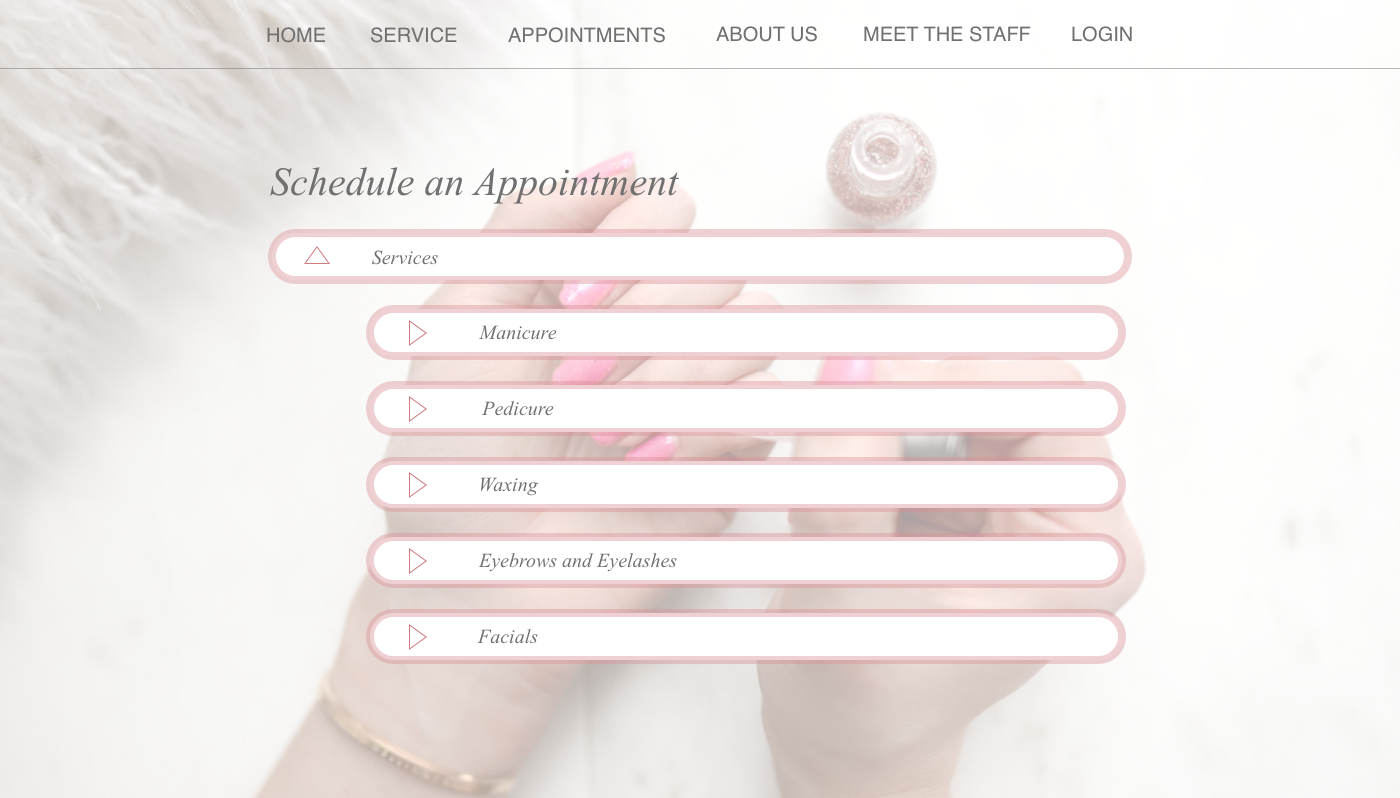 HOME SERVICE APPOINTMENTS ABOUT US MEET THE STAFF LOGIN
Schedule an Appointment
Services
Manicure
Pedicure
Waxing
Eyebrows and Eyelashes
Facials